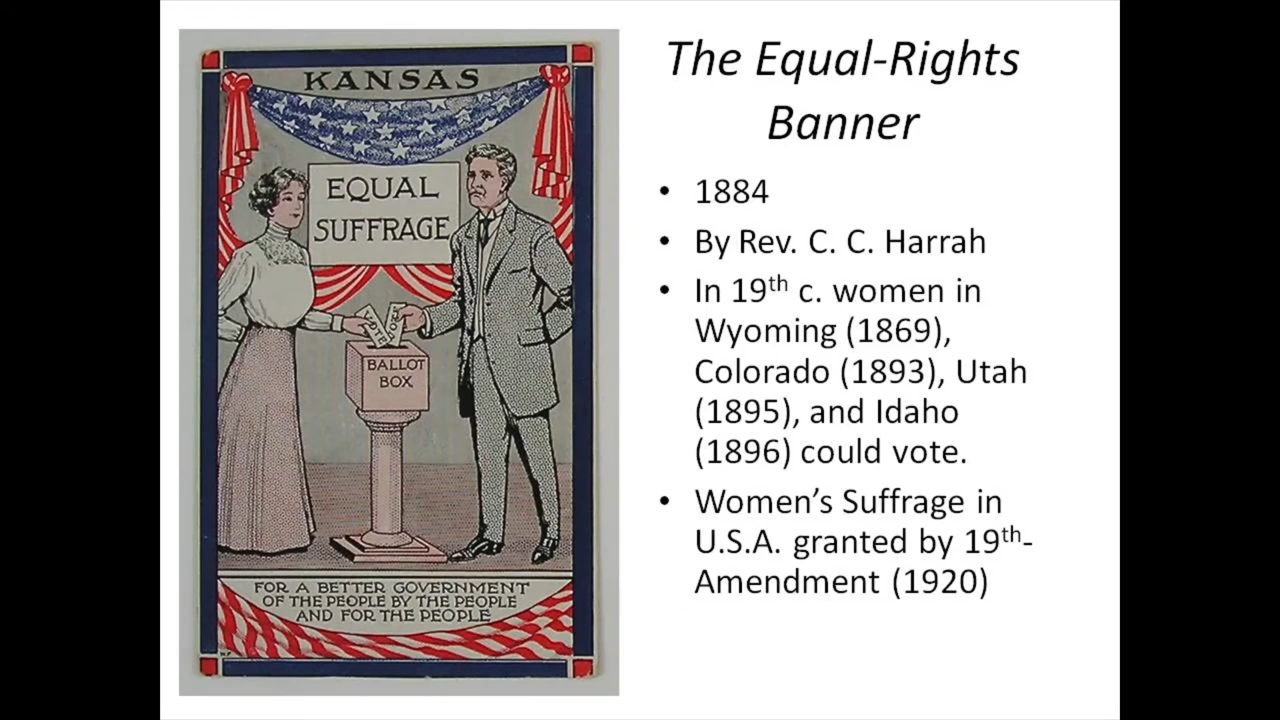 KANSAS
EQUAL
SUFFRAGE
VOTE
VOTE
BALLOT
BOX
FOR A BETTER GOVERNMENT
OF THE PEOPLE BY THE PEOPLE
AND FOR THE PEOPLE
The Equal-Rights
Banner
• 1884
• By Rev. C. C. Harrah
• In 19th c. women in
Wyoming (1869),
Colorado (1893), Utah
(1895), and Idaho
(1896) could vote.
• Women’s Suffrage in
U.S.A. granted by 19th-
Amendment (1920)